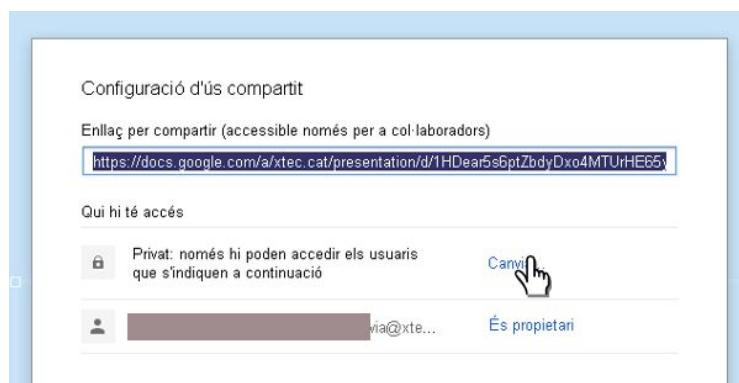 Configuració d'ús compartit
Enllaç per compartir (accessible només per a col·laboradors)
https://docs.google.com/a/xtec.cat/presentation/d/1HDear5s6ptZbdyDxo4MTUrHE65y
Qui hi té accés
Privat: només hi poden accedir els usuaris
que s'indiquen a continuació
via@xte...
És propietari